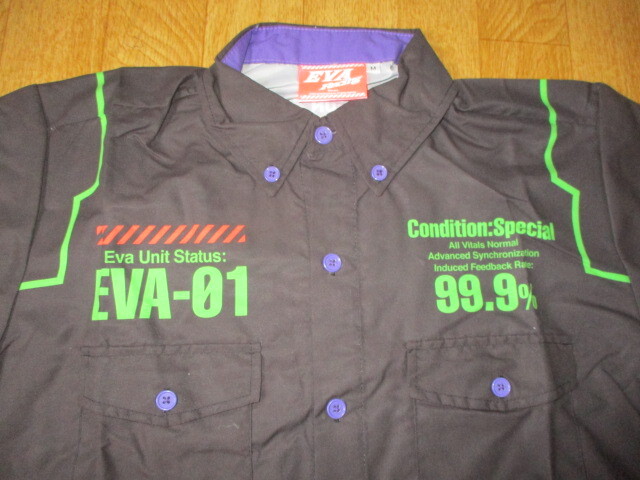 EVA
Eva Unit Status:
EVA-01
Condition:Special
All Vitals Normal
Advanced Synchronization
Induced Feedback Rate:
99.9%